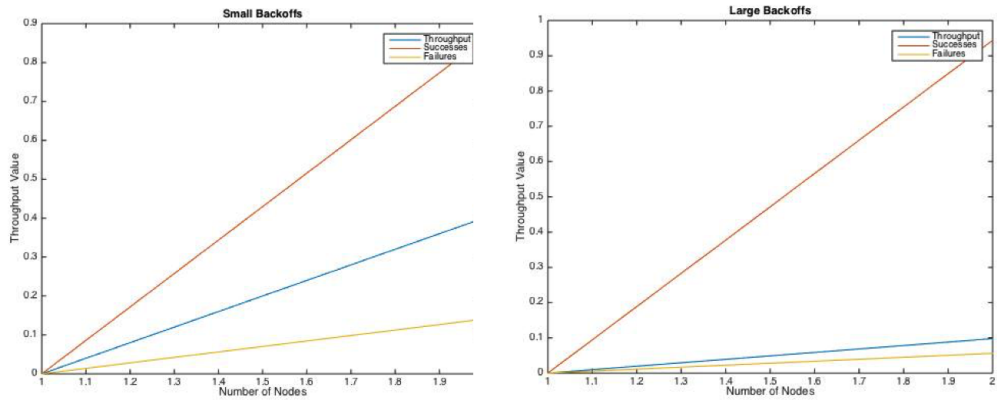 Small Backoffs
0.9
0.8
0.7
0.6
0.5
0.4
0.3
0.2
0.1
0
Throughput Value
Throughput
Successes
Failures
1 1.1 1.2 1.3 1.4 1.5 1.6 1.7 1.8 1.9
Number of Nodes
Large Backoffs
1
0.9
0.8
0.7
0.6
0.5
0.4
0.3
0.2
0.1
0
Throughput Value
Throughput
Successes
Failures
1 1.1 1.2 1.3 1.4 1.5 1.6 1.7 1.8 1.9 2
Number of Nodes